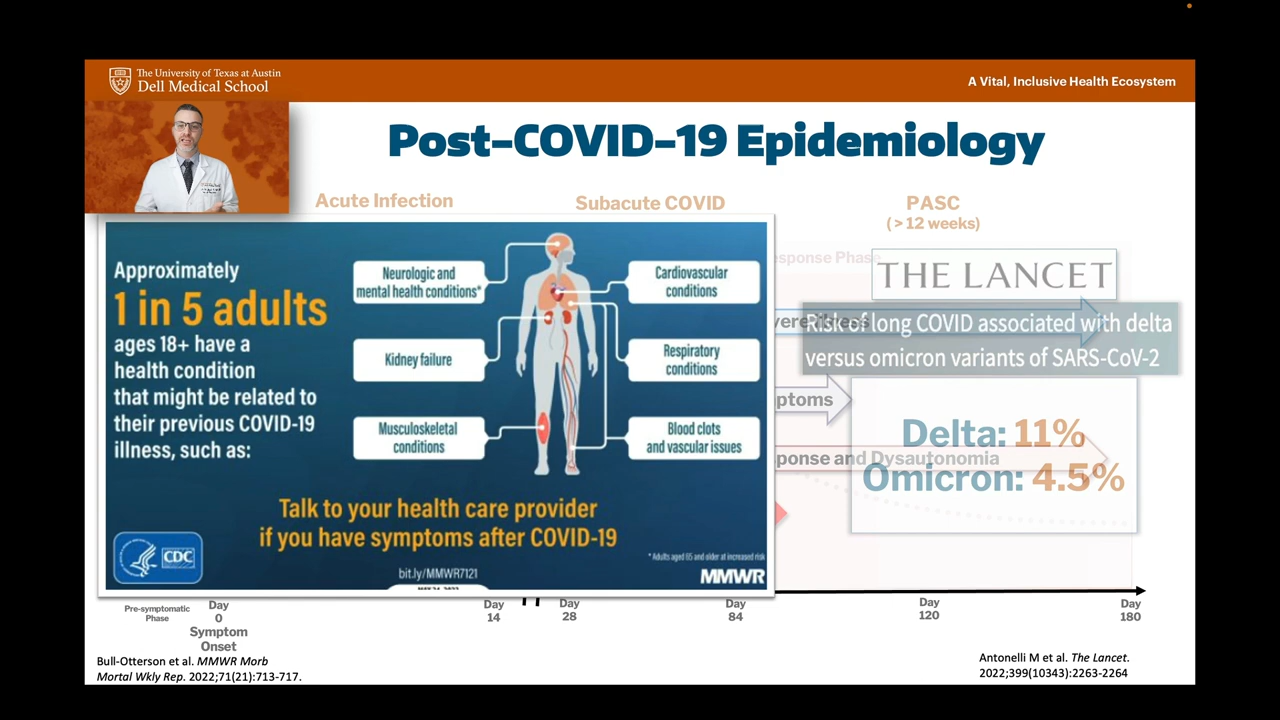 The University of Texas at Austin
Dell Medical School
A Vital, Inclusive Health Ecosystem
Post-COVID-19 Epidemiology
Acute Infection
Subacute COVID
PASC
( > 12 weeks)
Approximately
1 in 5 adults
ages 18+ have a
health condition
that might be related to
their previous COVID-19
illness, such as:
Neurologic and
mental health conditions*
Kidney failure
Musculoskeletal
conditions
Cardiovascular
conditions
Respiratory
conditions
Blood clots
and vascular issues
Talk to your health care provider
if you have symptoms after COVID-19
* Adults aged 65 and older at increased risk
bit.ly/MMWR7121
CDC
MMWR
Phase
THE LANCET
Risk of long COVID associated with delta
versus omicron variants of SARS-CoV-2
Delta: 11%
and Dysautonomia
Omicron: 4.5%
Pre-symptomatic
Phase
Day
0
Symptom
Onset
Day
14
Day
28
Day
84
Day
120
Day
180
Bull-Otterson et al. MMWR Morb
Mortal Wkly Rep. 2022;71(21):713-717.
Antonelli M et al. The Lancet.
2022;399(10343):2263-2264